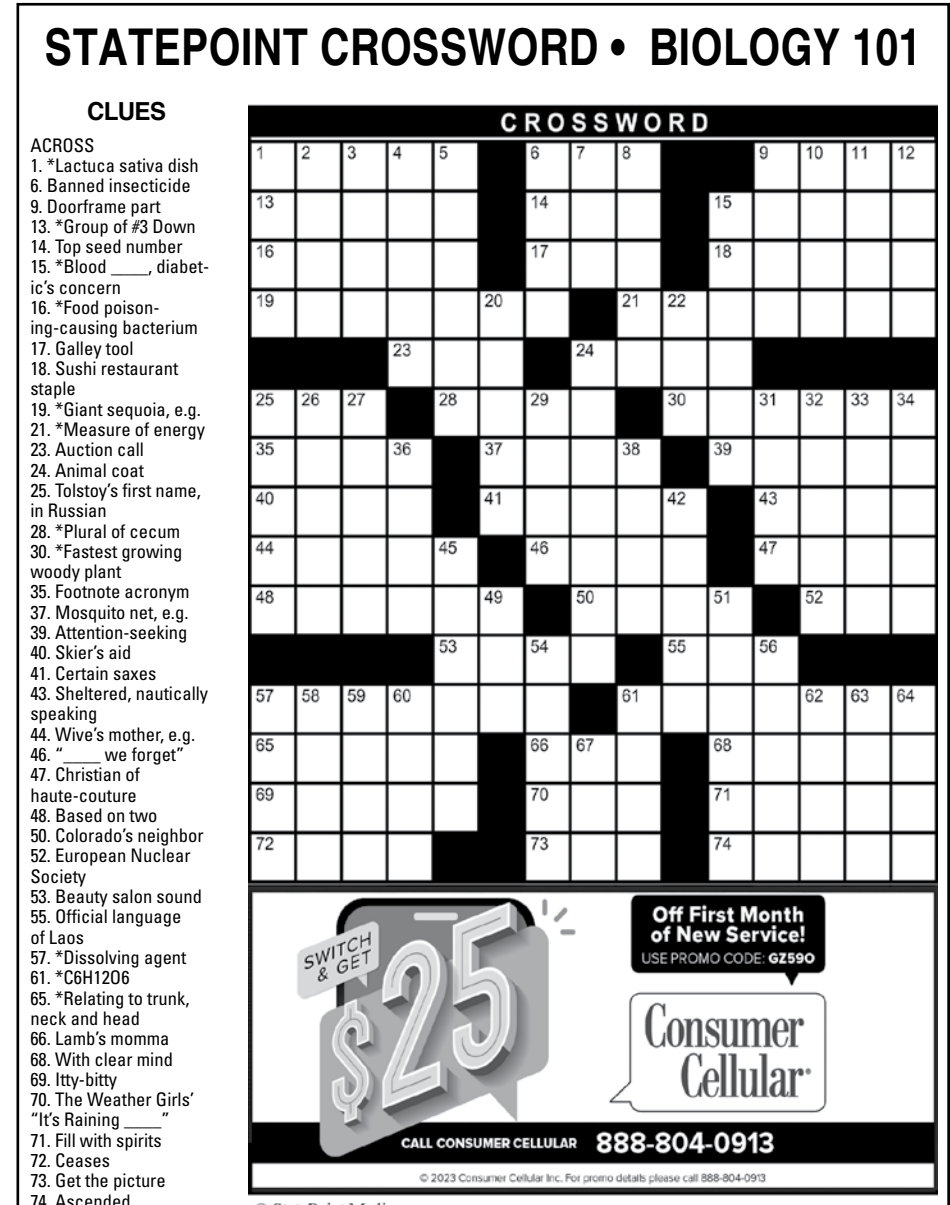 STATEPOINT CROSSWORD • BIOLOGY 101
CLUES
ACROSS
1. *Lactuca sativa dish
6. Banned insecticide
9. Doorframe part
13. *Group of #3 Down
14. Top seed number
15. *Blood ____, diabet-
ic's concern
16. *Food poison-
ing-causing bacterium
17. Galley tool
18. Sushi restaurant
staple
19. *Giant sequoia, e.g.
21. *Measure of energy
23. Auction call
24. Animal coat
25. Tolstoy's first name,
in Russian
28. *Plural of cecum
30. *Fastest growing
woody plant
35. Footnote acronym
37. Mosquito net, e.g.
39. Attention-seeking
40. Skier's aid
41. Certain saxes
43. Sheltered, nautically
speaking
44. Wive's mother, e.g.
46. "____ we forget"
47. Christian of
haute-couture
48. Based on two
50. Colorado's neighbor
52. European Nuclear
Society
53. Beauty salon sound
55. Official language
of Laos
57. *Dissolving agent
61. *C6H12O6
65. *Relating to trunk,
neck and head
66. Lamb's momma
68. With clear mind
69. Itty-bitty
70. The Weather Girls'
"It's Raining ____"
71. Fill with spirits
72. Ceases
73. Get the picture
74. Ascended
CROSSWORD
1 2 3 4 5 6 7 8 9 10 11 12
13 14 15
16 17 18
19 20 21 22
23 24
25 26 27 28 29 30 31 32 33 34
35 36 37 38 39
40 41 42 43
44 45 46 47
48 49 50 51 52
53 54 55 56
57 58 59 60 61 62 63 64
65 66 67 68
69 70 71
72 73 74
SWITCH
& GET
$25
Off First Month
of New Service!
USE PROMO CODE: GZ590
Consumer
Cellular
CALL CONSUMER CELLULAR 888-804-0913
© 2023 Consumer Cellular Inc. For promo details please call 888-804-0913